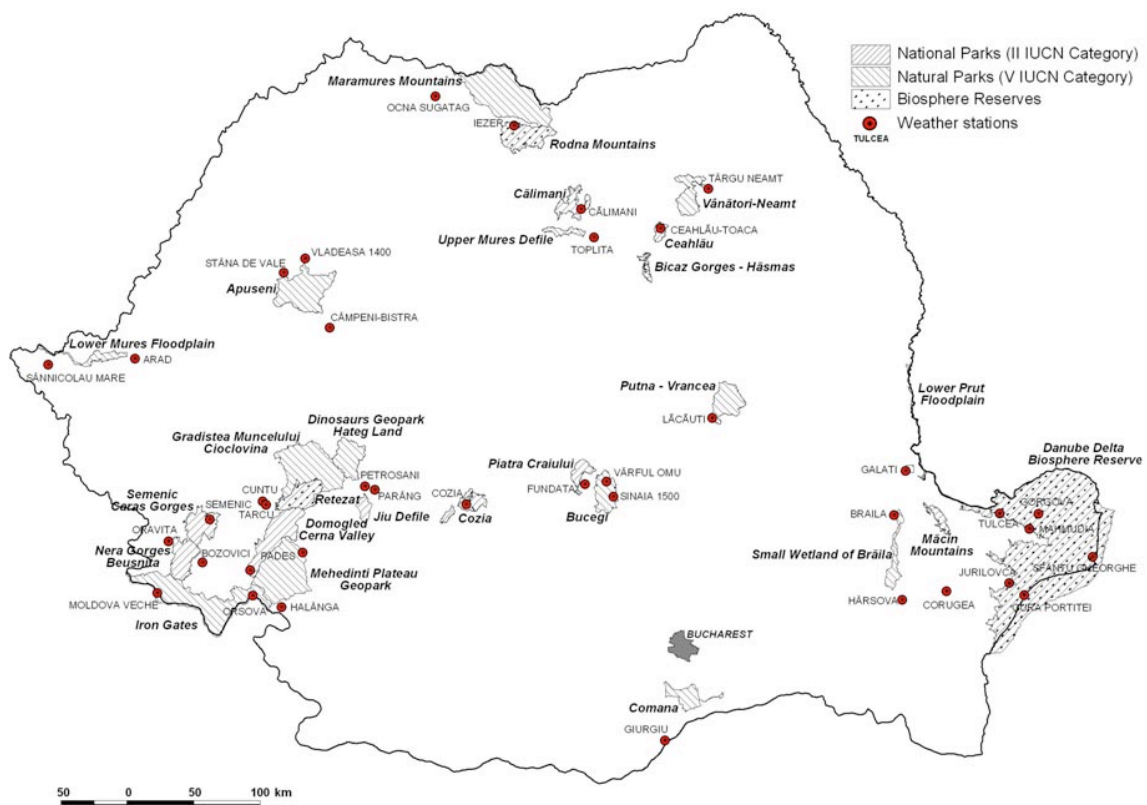 National Parks (II IUCN Category)
Natural Parks (V IUCN Category)
Biosphere Reserves
Weather stations
TULCEA
Maramures Mountains
OCNA SUGATAG
IEZER
Rodna Mountains
TÂRGU NEAMT
Călimani
CĂLIMANI
Vânători-Neamt
Upper Mures Defile
TOPLITA
CEAHLĂU-TOACA
Ceahlău
Bicaz Gorges - Hăsmas
VLADEASA 1400
STÂNA DE VALE
Apuseni
CÂMPENI-BISTRA
Lower Mures Floodplain
ARAD
SÂNNICOLAU MARE
Putna - Vrancea
LĂCĂUTI
Lower Prut
Floodplain
Dinosaurs Geopark
Hateg Land
Gradistea Muncelului
Cioclovina
PETROSANI
PARÂNG
Piatra Craiului
FUNDATA
VÂRFUL OMU
SINAIA 1500
Bucegi
COZIA
Cozia
GALATI
Danube Delta
Biosphere Reserve
Semenic
Caras Gorges
CUNTU
SEMENIC
TARCU
Retezat
Jiu Defile
ORAVITA
Domogled
Cerna Valley
Nera Gorges
Beusnita
BOZOVICI
PADES
Mehedinti Plateau
Geopark
MOLDOVA VECHE
ORSOVA
HALÂNGA
Iron Gates
BRAILA
Măcin
Mountains
Small Wetland of Brăila
GORGOVA
TULCEA
MAHMUDIA
SFÂNTU GHEORGHE
JURILOVCA
GURA PORTITEI
HÂRSOVA
CORUGEA
BUCHAREST
Comana
GIURGIU
50 0 50 100 km